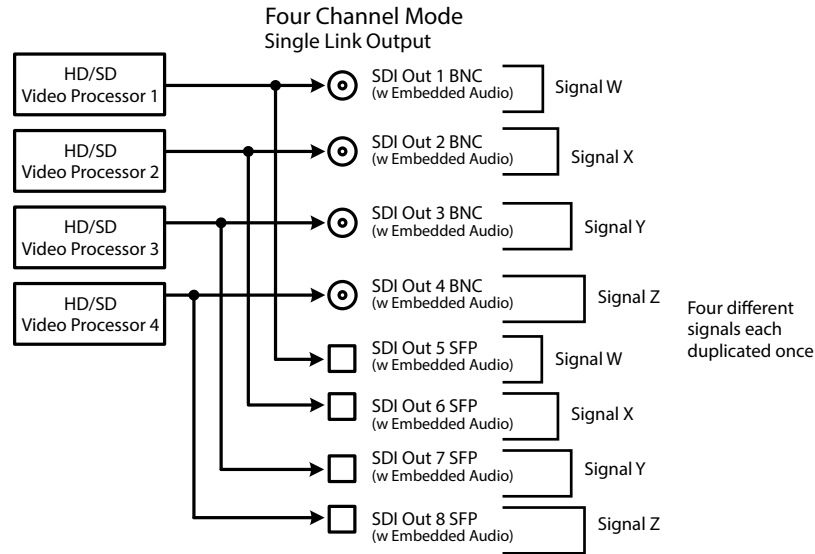 Four Channel Mode
Single Link Output
HD/SD
Video Processor 1
SDI Out 1 BNC
(w Embedded Audio)
Signal W
HD/SD
Video Processor 2
SDI Out 2 BNC
(w Embedded Audio)
Signal X
HD/SD
Video Processor 3
SDI Out 3 BNC
(w Embedded Audio)
Signal Y
HD/SD
Video Processor 4
SDI Out 4 BNC
(w Embedded Audio)
Signal Z
Four different
signals each
duplicated once
SDI Out 5 SFP
(w Embedded Audio)
Signal W
SDI Out 6 SFP
(w Embedded Audio)
Signal X
SDI Out 7 SFP
(w Embedded Audio)
Signal Y
SDI Out 8 SFP
(w Embedded Audio)
Signal Z